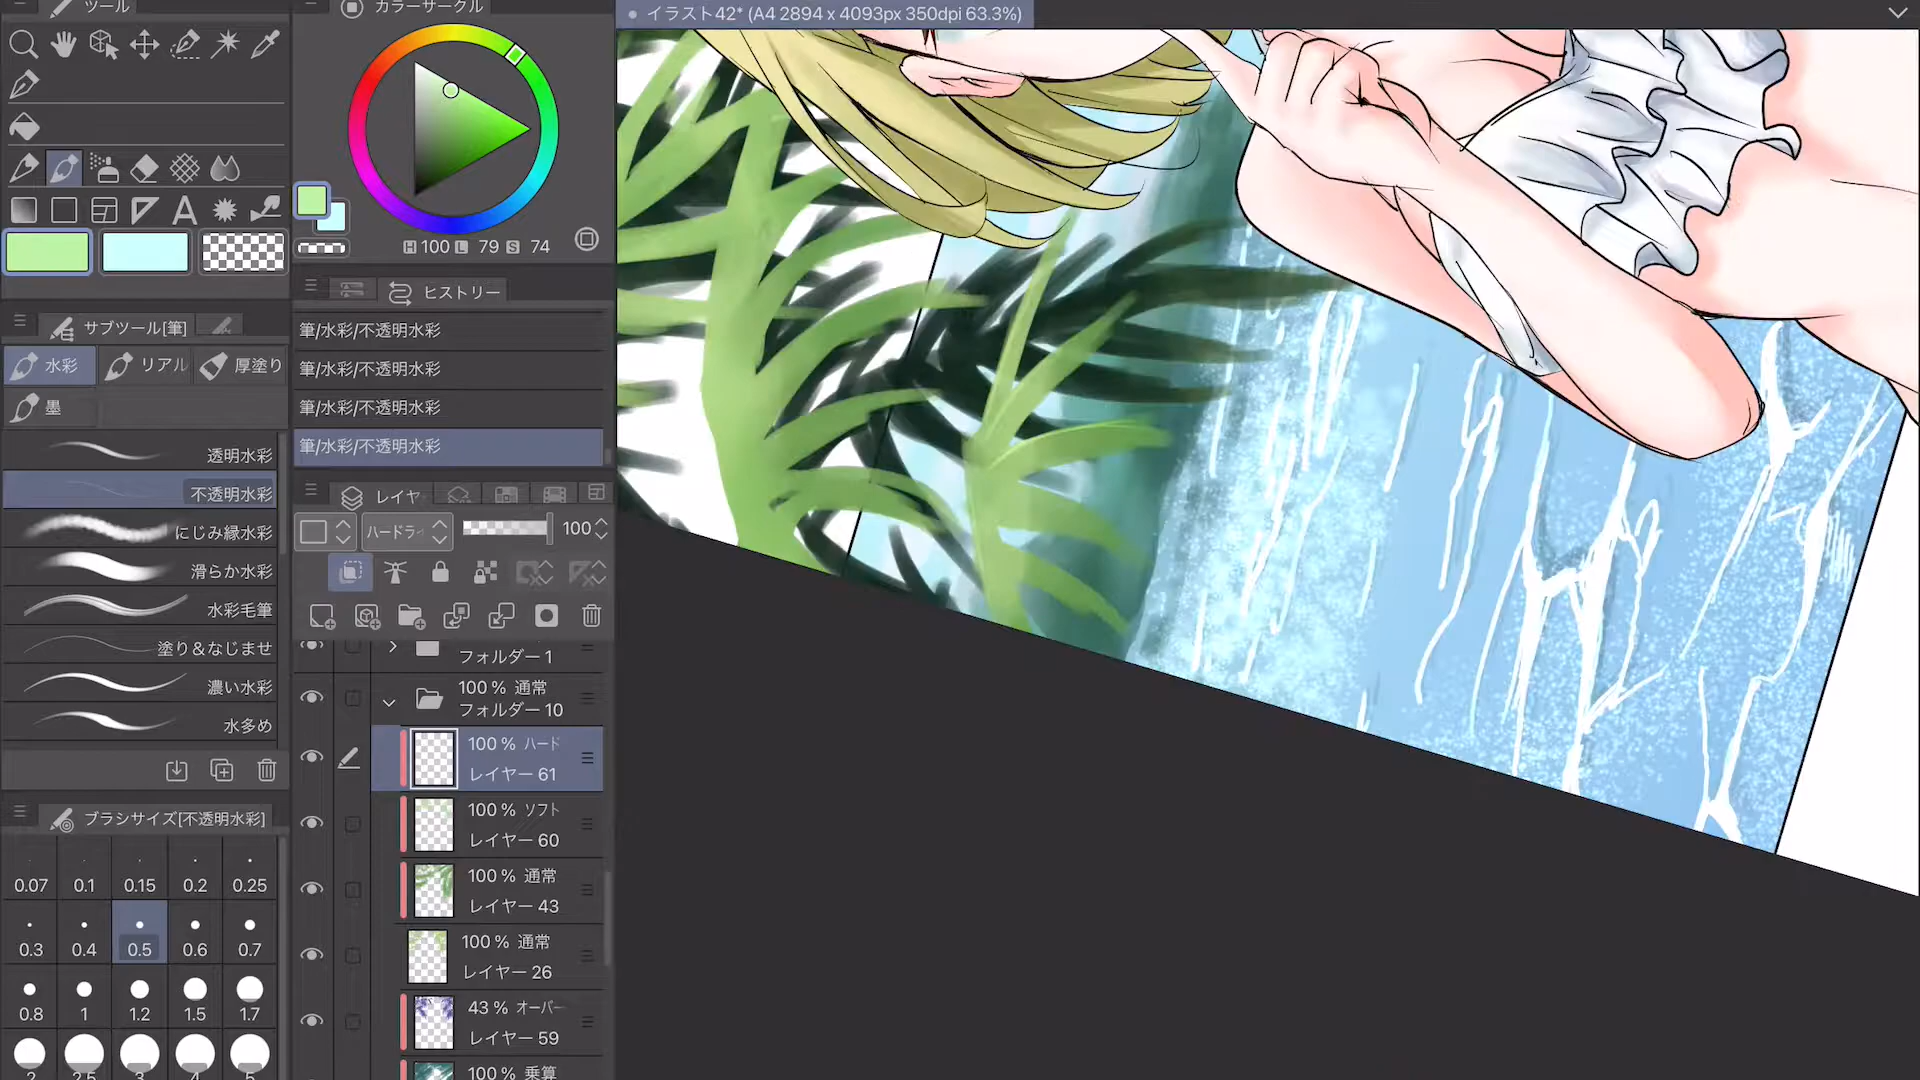 ツール
カラーサークル
イラスト42* (A4 2894 x 4093px 350dpi 63.3%)
H 100 L 79 S 74
ヒストリー
筆/水彩/不透明水彩
筆/水彩/不透明水彩
筆/水彩/不透明水彩
筆/水彩/不透明水彩
サブツール[筆]
水彩
リアル
厚塗り
墨
透明水彩
不透明水彩
にじみ縁水彩
滑らか水彩
水彩毛筆
塗り&なじませ
濃い水彩
水多め
ブラシサイズ[不透明水彩]
0.07 0.1 0.15 0.2 0.25
0.3 0.4 0.5 0.6 0.7
0.8 1 1.2 1.5 1.7
2 2.5 3 4 5
レイヤ
ハードラ
100
フォルダー 1
100 % 通常
フォルダー 10
100 % ハード
レイヤー 61
100 % ソフト
レイヤー 60
100 % 通常
レイヤー 43
100 % 通常
レイヤー 26
43 % オーバー
レイヤー 59
100 % 乗算